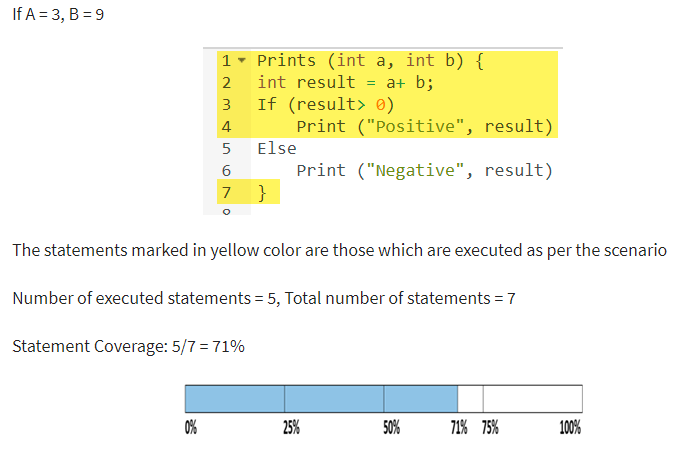 If A = 3, B = 9
1 Prints (int a, int b) {
2 int result = a+ b;
3 If (result> 0)
4 Print ("Positive", result)
5 Else
6 Print ("Negative", result)
7 }
The statements marked in yellow color are those which are executed as per the scenario
Number of executed statements = 5, Total number of statements = 7
Statement Coverage: 5/7 = 71%
0% 25% 50% 71% 75% 100%